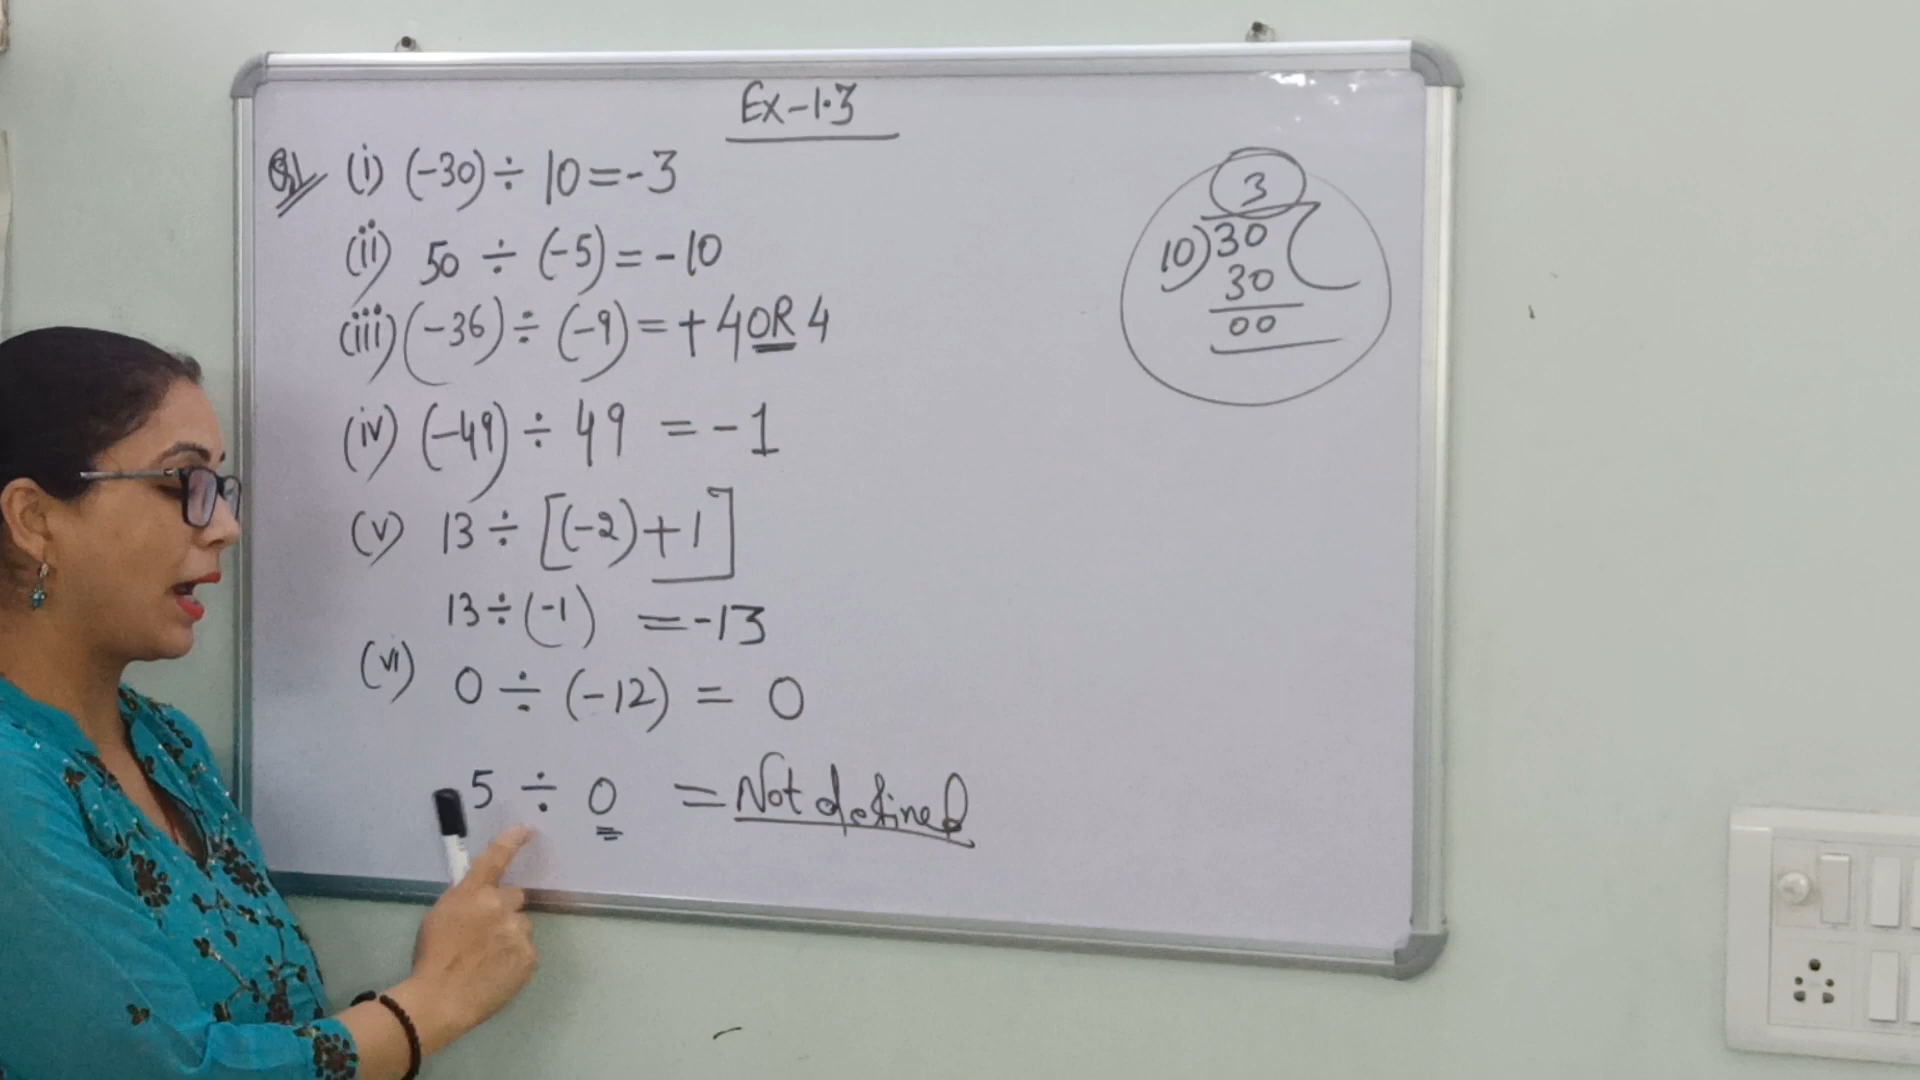 Ex-1.3
Q1 (i) (-30) ÷ 10 = -3
(ii) 50 ÷ (-5) = -10
(iii) (-36) ÷ (-9) = +4 OR 4
(iv) (-49) ÷ 49 = -1
(v) 13 ÷ [(-2)+1]
13 ÷ (-1) = -13
(vi) 0 ÷ (-12) = 0
5 ÷ 0 = Not defined
3
10)30(
30
00